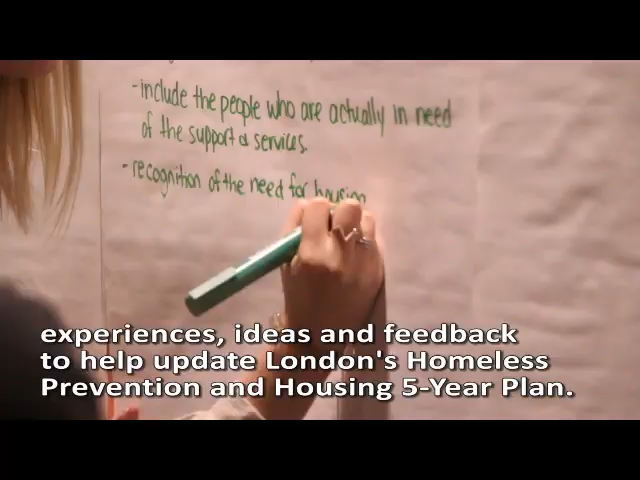 -include the people who are actually in need
of the support & services.
-recognition of the need for housing
experiences, ideas and feedback
to help update London's Homeless
Prevention and Housing 5-Year Plan.